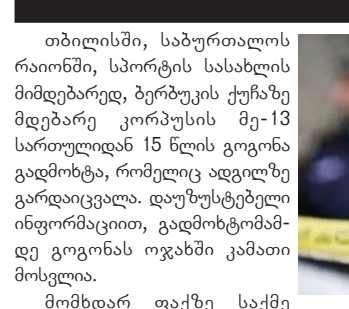 თბილისში, საბურთალოს
რაიონში, სპორტის სასახლის
მიმდებარედ, ბერბუკის ქუჩაზე
მდებარე კორპუსის მე-13
სართულიდან 15 წლის გოგონა
გადმოხტა, რომელიც ადგილზე
გარდაიცვალა. დაუზუსტებელი
ინფორმაციით, გადმოხტომამ-
დე გოგონას ოჯახში კამათი
მოსვლია.
მომხდარ ფაქზე საქმე